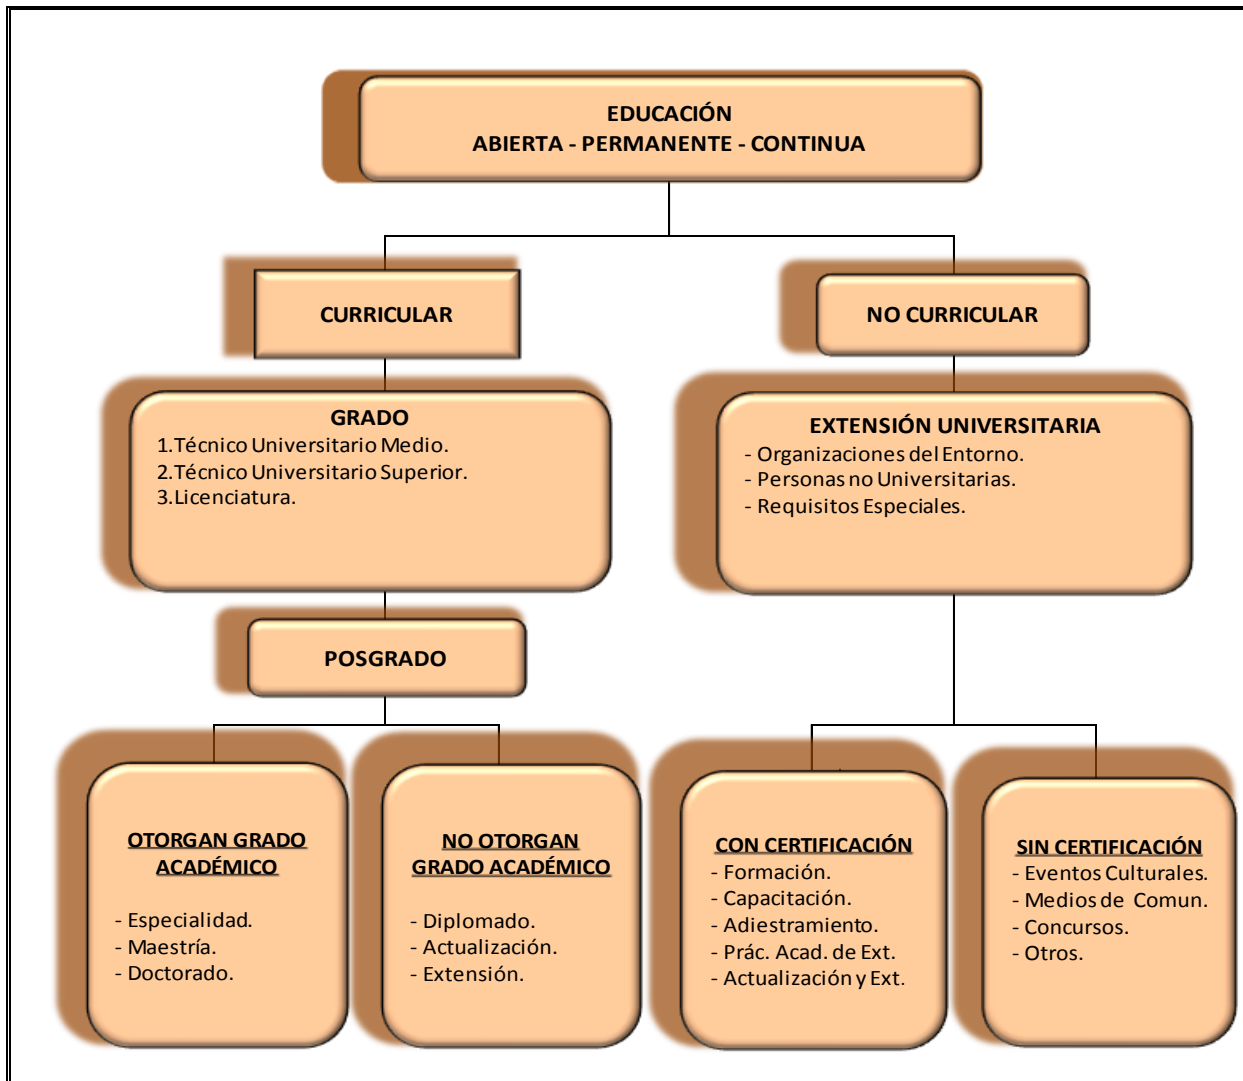 EDUCACIÓN
ABIERTA - PERMANENTE - CONTINUA
CURRICULAR
NO CURRICULAR
GRADO
1.Técnico Universitario Medio.
2.Técnico Universitario Superior.
3.Licenciatura.
EXTENSIÓN UNIVERSITARIA
- Organizaciones del Entorno.
- Personas no Universitarias.
- Requisitos Especiales.
POSGRADO
OTORGAN GRADO
ACADÉMICO
- Especialidad.
- Maestría.
- Doctorado.
NO OTORGAN
GRADO ACADÉMICO
- Diplomado.
- Actualización.
- Extensión.
CON CERTIFICACIÓN
- Formación.
- Capacitación.
- Adiestramiento.
- Prác. Acad. de Ext.
- Actualización y Ext.
SIN CERTIFICACIÓN
- Eventos Culturales.
- Medios de Comun.
- Concursos.
- Otros.